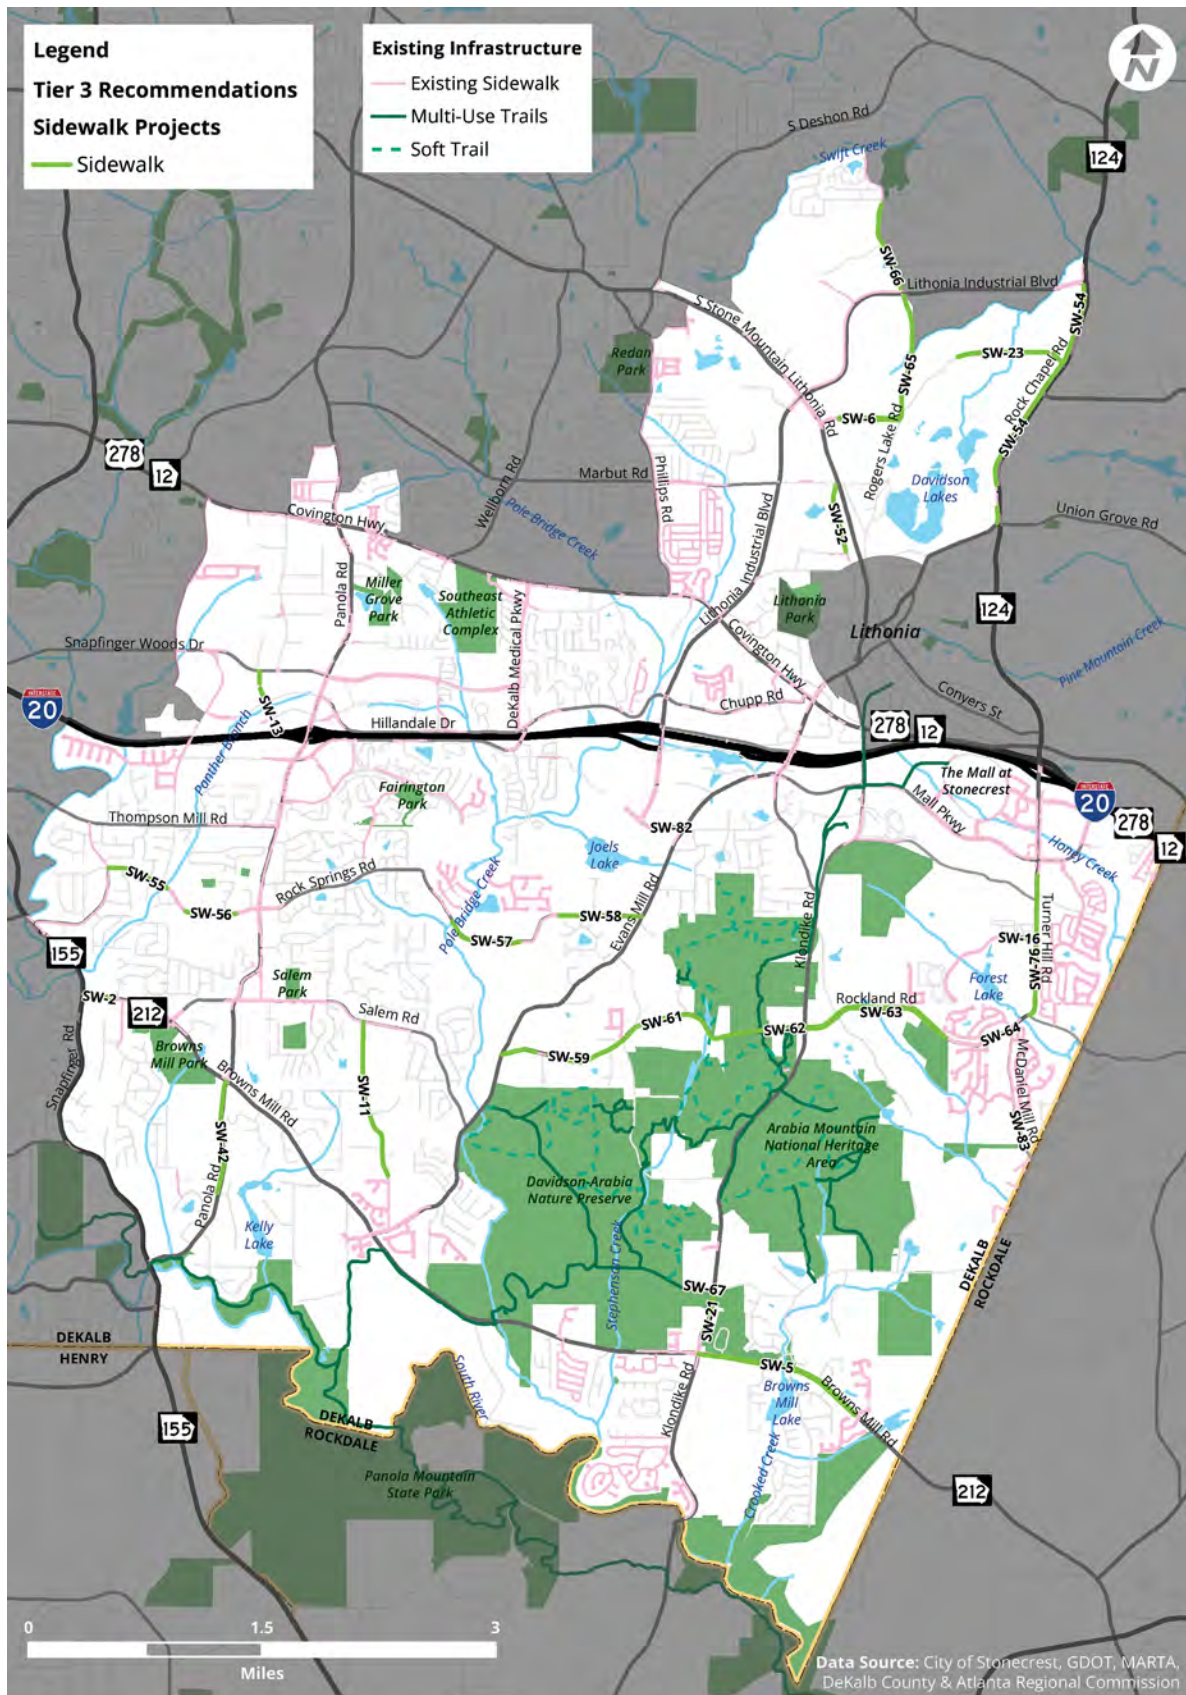 Legend
Tier 3 Recommendations
Sidewalk Projects
Sidewalk
Existing Infrastructure
Existing Sidewalk
Multi-Use Trails
Soft Trail
N
S Deshon Rd
Swift Creek
124
SW-66
Lithonia Industrial Blvd
SW-54
S Stone Mountain Lithonia Rd
Redan
Park
SW-23
SW-65
Rock Chapel Rd
SW-6
SW-54
Rogers Lake Rd
278
12
Marbut Rd
Wellborn Rd
Phillips Rd
Davidson
Lakes
Covington Hwy
Pole Bridge Creek
SW-52
Union Grove Rd
Lithonia Industrial Blvd
Panola Rd
Miller
Grove
Park
Southeast
Athletic
Complex
DeKalb Medical Pkwy
Lithonia
Park
124
Lithonia
Snapfinger Woods Dr
Covington Hwy
Pine Mountain Creek
INTERSTATE
20
SW-13
Chupp Rd
Conyers St
Hillandale Dr
278
12
Panther Branch
The Mall at
Stonecrest
Fairington
Park
Mall Pkwy
INTERSTATE
20
278
12
Thompson Mill Rd
SW-82
Joels
Lake
Honey Creek
SW-55
Rock Springs Rd
SW-56
Pole Bridge Creek
SW-58
Evans Mill Rd
SW-57
Klondike Rd
Turner Hill Rd
SW-16
SW-76
155
Salem
Park
Forest
Lake
SW-2
212
Salem Rd
Rockland Rd
SW-63
SW-61
SW-62
SW-64
Snapfinger Rd
Browns
Mill Park
SW-59
McDaniel Mill Rd
Browns Mill Rd
SW-11
SW-83
SW-42
Arabia Mountain
National Heritage
Area
Panola Rd
Davidson-Arabia
Nature Preserve
Kelly
Lake
Stephenson Creek
DEKALB
ROCKDALE
SW-67
SW-21
DEKALB
HENRY
SW-5
South River
Klondike Rd
Browns
Mill
Lake
Browns Mill Rd
DEKALB
ROCKDALE
155
Panola Mountain
State Park
Crooked Creek
212
0
1.5
3
Miles
Data Source: City of Stonecrest, GDOT, MARTA,
DeKalb County & Atlanta Regional Commission